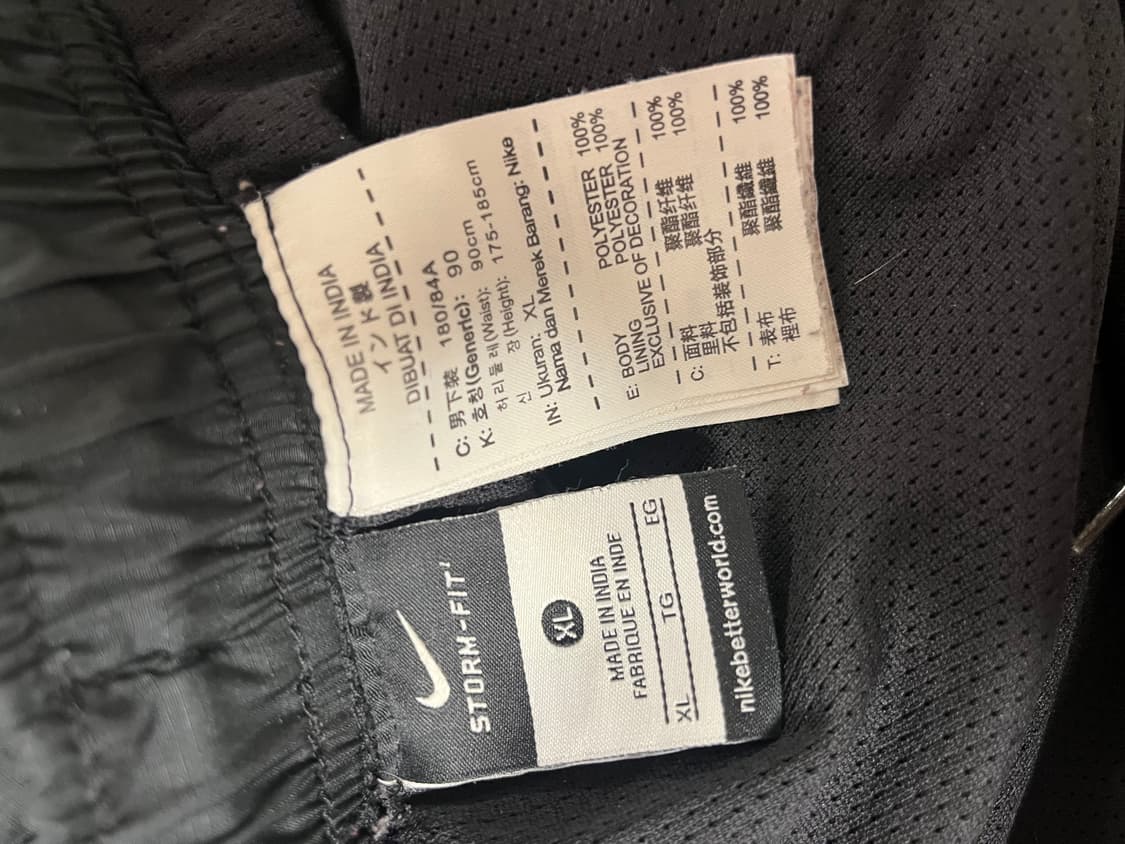 MADE IN INDIA
インド製
DIBUAT DI INDIA
C: 男下裝 180/84A
K: 호칭(Generic): 90
허리둘레(Waist): 90cm
신장(Height): 175-185cm
IN: Ukuran: XL
Nama dan Merek Barang: Nike
E: BODY POLYESTER 100%
LINING POLYESTER 100%
EXCLUSIVE OF DECORATION
C: 面料 聚酯纤维 100%
里料 聚酯纤维 100%
不包括装饰部分
T: 表布 聚酯纖維 100%
裡布 聚酯纖維 100%
STORM-FIT1
XL
MADE IN INDIA
FABRIQUE EN INDE
XL TG EG
nikebetterworld.com